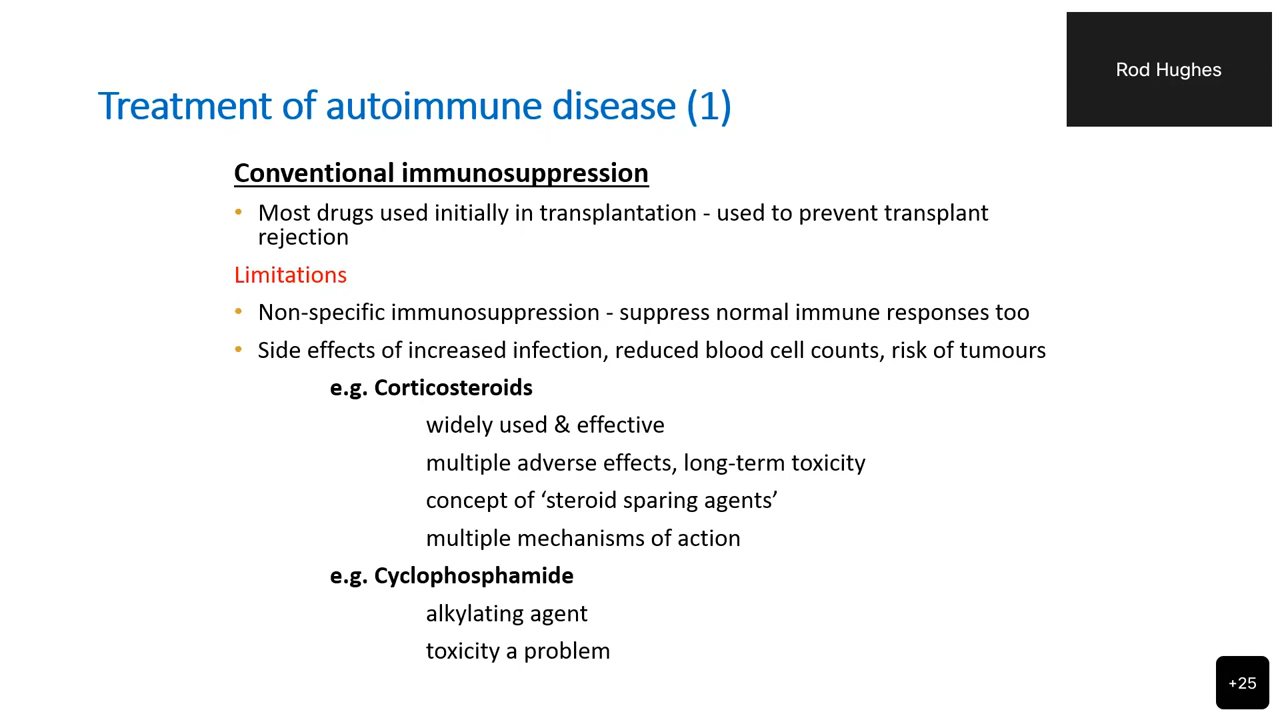 Rod Hughes
Treatment of autoimmune disease (1)
Conventional immunosuppression
• Most drugs used initially in transplantation - used to prevent transplant
rejection
Limitations
• Non-specific immunosuppression - suppress normal immune responses too
• Side effects of increased infection, reduced blood cell counts, risk of tumours
e.g. Corticosteroids
widely used & effective
multiple adverse effects, long-term toxicity
concept of ‘steroid sparing agents’
multiple mechanisms of action
e.g. Cyclophosphamide
alkylating agent
toxicity a problem
+25